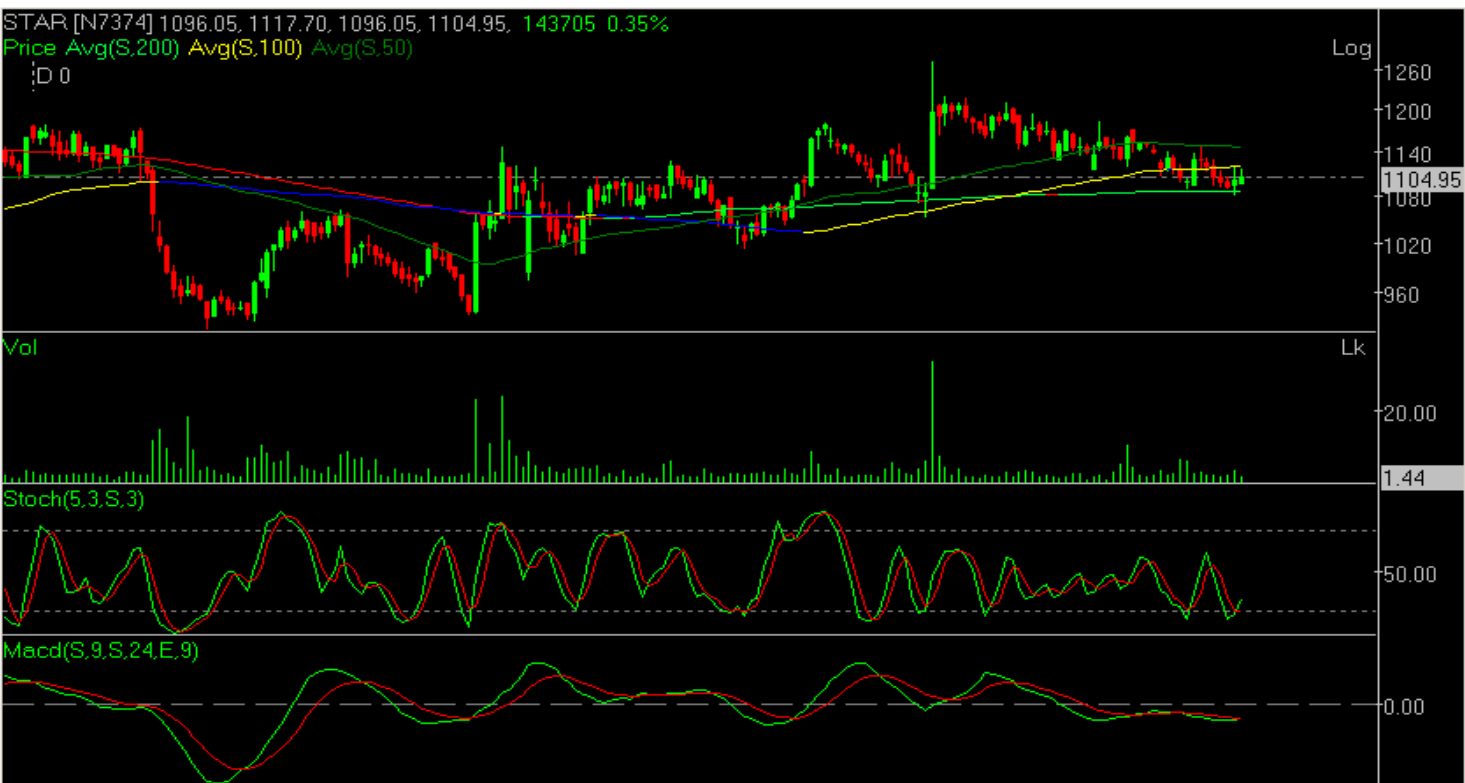 STAR [N7374] 1096.05, 1117.70, 1096.05, 1104.95, 143705 0.35%
Price Avg(S,200) Avg(S,100) Avg(S,50)
Log
D 0
1260
1200
1140
1104.95
1080
1020
960
Vol
Lk
20.00
1.44
Stoch(5,3,S,3)
50.00
Macd(S,9,S,24,E,9)
0.00